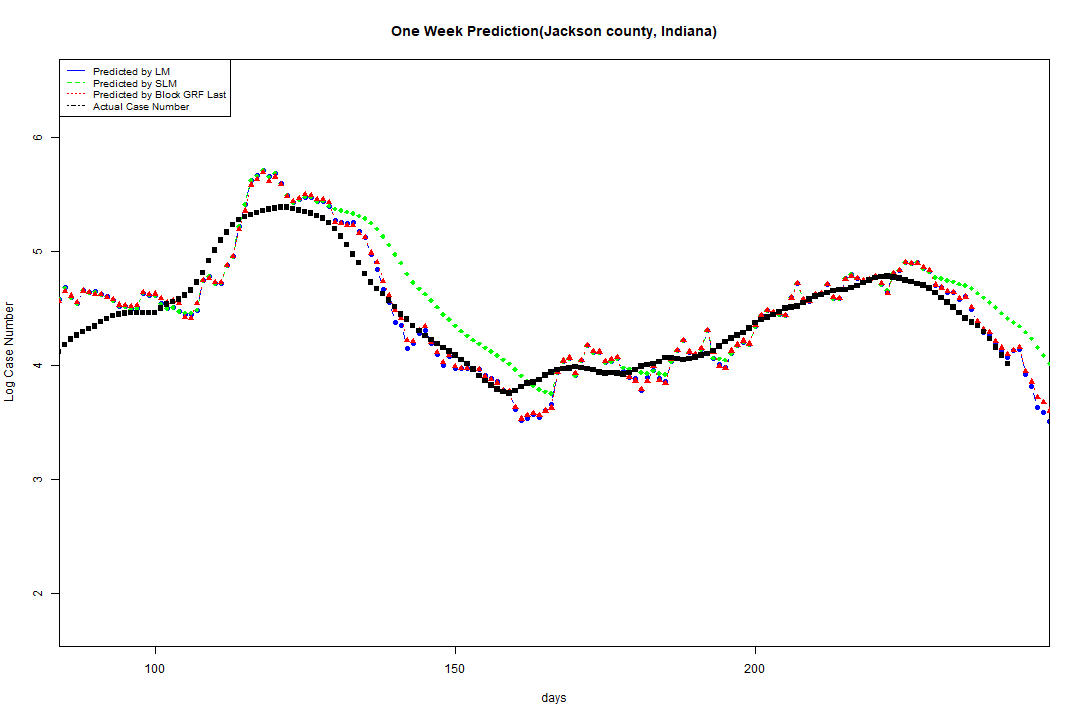 One Week Prediction(Jackson county, Indiana)
Predicted by LM
Predicted by SLM
Predicted by Block GRF Last
Actual Case Number
6
5
4
3
2
Log Case Number
100
150
200
days